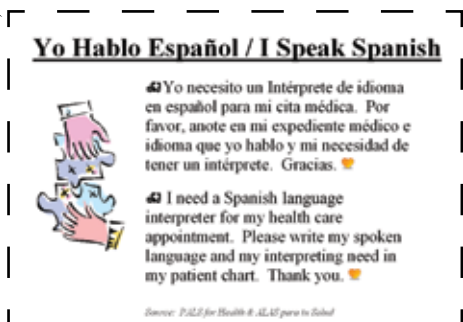 Yo Hablo Español / I Speak Spanish
Yo necesito un Intérprete de idioma
en español para mi cita médica. Por
favor, anote en mi expediente médico e
idioma que yo hablo y mi necesidad de
tener un intérprete. Gracias.
I need a Spanish language
interpreter for my health care
appointment. Please write my spoken
language and my interpreting need in
my patient chart. Thank you.
Source: PALS for Health & ALAS para tu Salud